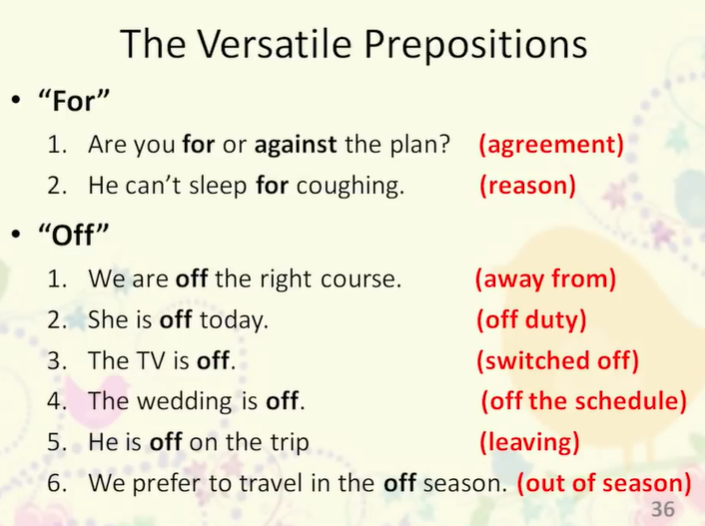 The Versatile Prepositions
• “For”
1. Are you for or against the plan? (agreement)
2. He can’t sleep for coughing. (reason)
• “Off”
1. We are off the right course. (away from)
2. She is off today. (off duty)
3. The TV is off. (switched off)
4. The wedding is off. (off the schedule)
5. He is off on the trip (leaving)
6. We prefer to travel in the off season. (out of season)
36